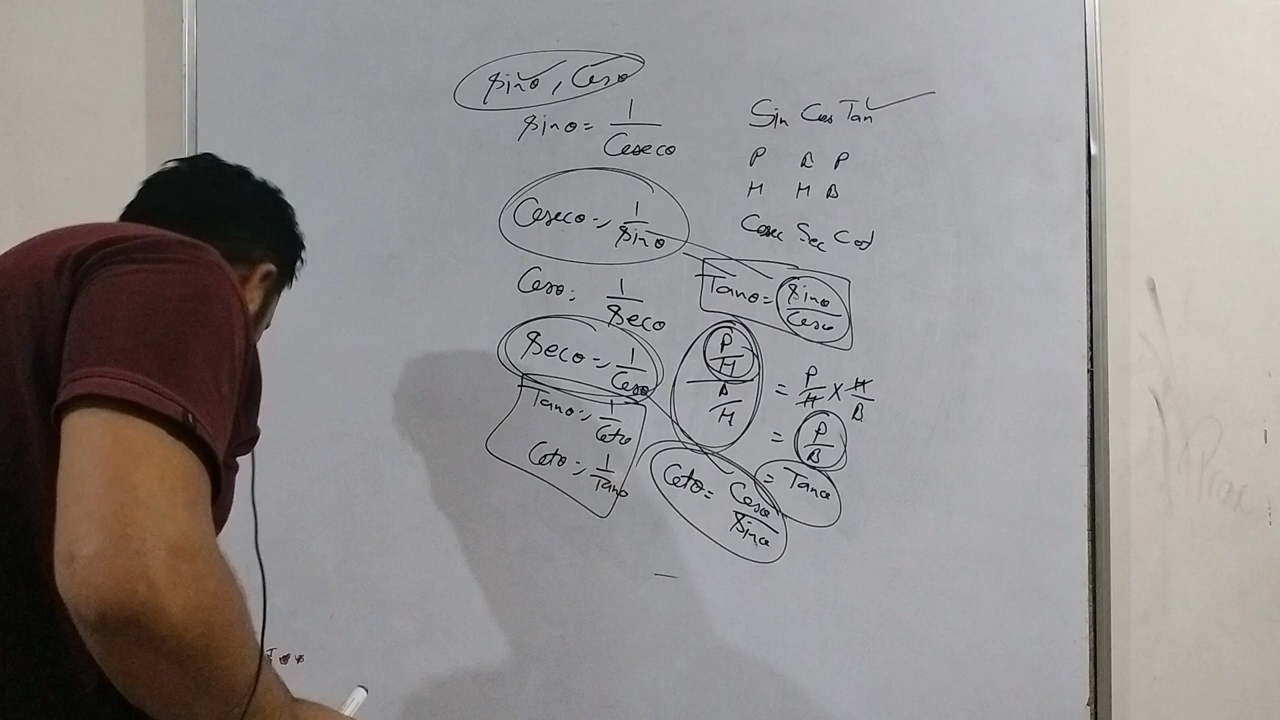 Sinθ, Cosθ
Sinθ = 1/Cosecθ
Cosecθ = 1/Sinθ
Cosθ = 1/Secθ
Secθ = 1/Cosθ
Tanθ = 1/Cotθ
Cotθ = 1/Tanθ
Sin Cos Tan ✓
P B P
H H B
Cosec Sec Cot
Tanθ = Sinθ/Cosθ
P/H / B/H = P/H × H/B
= P/B
= Tanθ
Cotθ = Cosθ/Sinθ